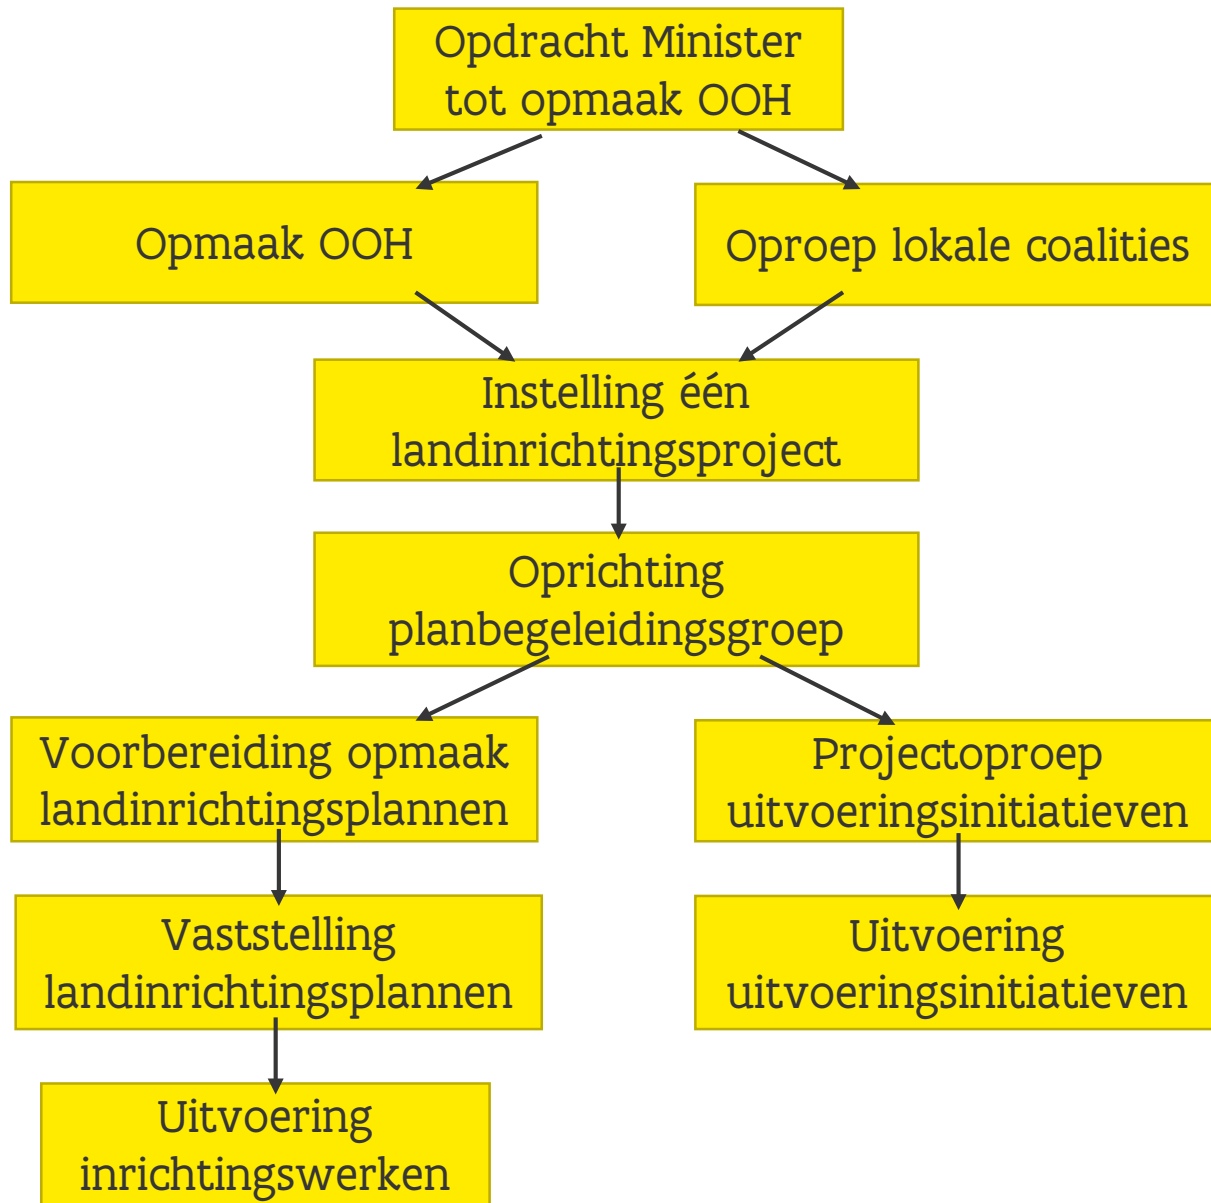 Opdracht Minister
tot opmaak OOH
Opmaak OOH
Oproep lokale coalities
Instelling één
landinrichtingsproject
Oprichting
planbegeleidingsgroep
Voorbereiding opmaak
landinrichtingsplannen
Projectoproep
uitvoeringsinitiatieven
Vaststelling
landinrichtingsplannen
Uitvoering
uitvoeringsinitiatieven
Uitvoering
inrichtingswerken